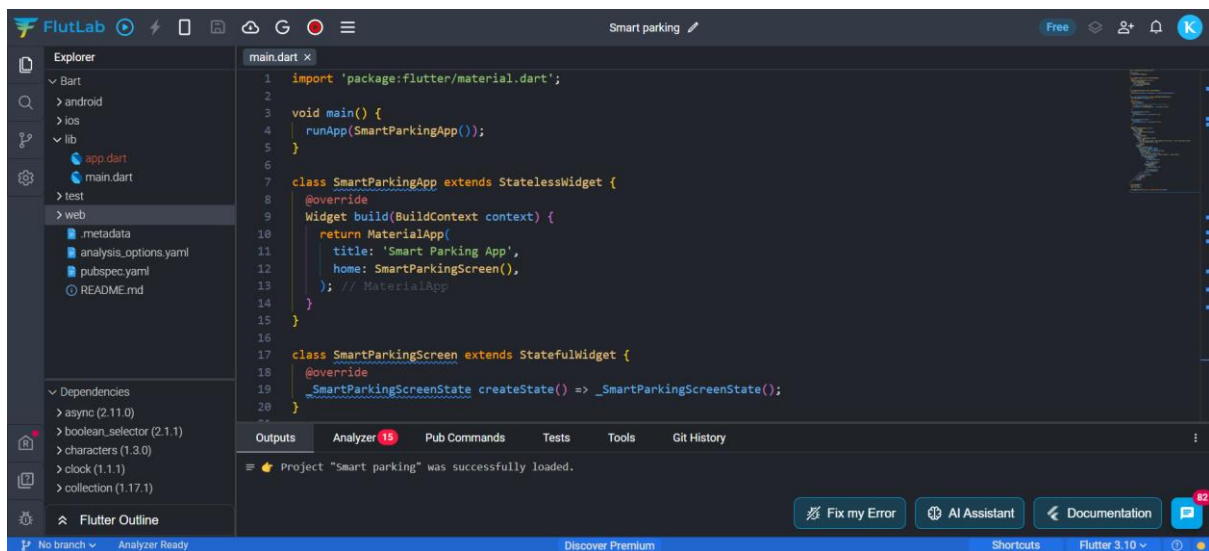 FlutLab
Smart parking
Free
K
Explorer
Bart
android
ios
lib
app.dart
main.dart
test
web
.metadata
analysis_options.yaml
pubspec.yaml
README.md
Dependencies
async (2.11.0)
boolean_selector (2.1.1)
characters (1.3.0)
clock (1.1.1)
collection (1.17.1)
Flutter Outline
main.dart ×
1 import 'package:flutter/material.dart';
2
3 void main() {
4 runApp(SmartParkingApp());
5 }
6
7 class SmartParkingApp extends StatelessWidget {
8 @override
9 Widget build(BuildContext context) {
10 return MaterialApp(
11 title: 'Smart Parking App',
12 home: SmartParkingScreen(),
13 ); // MaterialApp
14 }
15 }
16
17 class SmartParkingScreen extends StatefulWidget {
18 @override
19 _SmartParkingScreenState createState() => _SmartParkingScreenState();
20 }
Outputs Analyzer 15 Pub Commands Tests Tools Git History
👉 Project "Smart parking" was successfully loaded.
Fix my Error AI Assistant Documentation 82
No branch Analyzer Ready Discover Premium Shortcuts Flutter 3.10